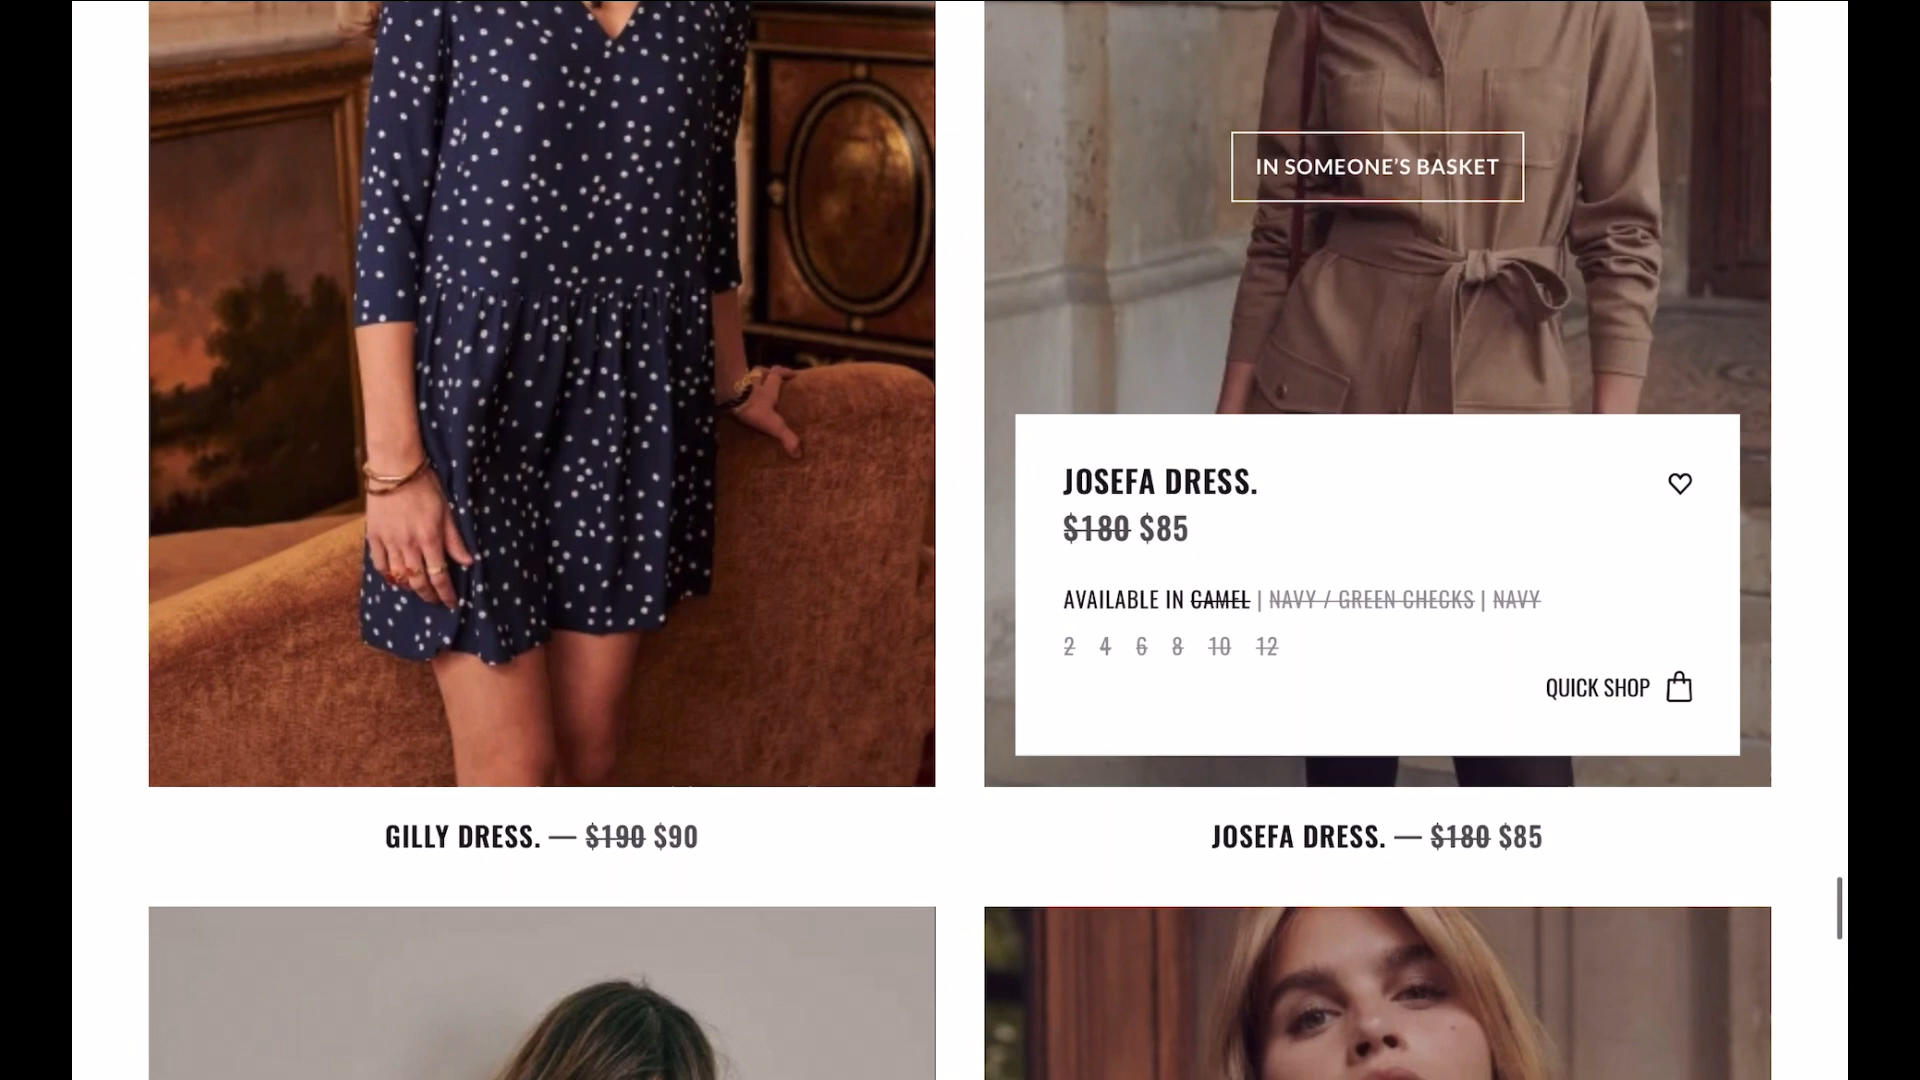 IN SOMEONE'S BASKET
JOSEFA DRESS.
$180 $85
AVAILABLE IN CAMEL | NAVY / GREEN CHECKS | NAVY
2 4 6 8 10 12
QUICK SHOP
GILLY DRESS. — $190 $90
JOSEFA DRESS. — $180 $85